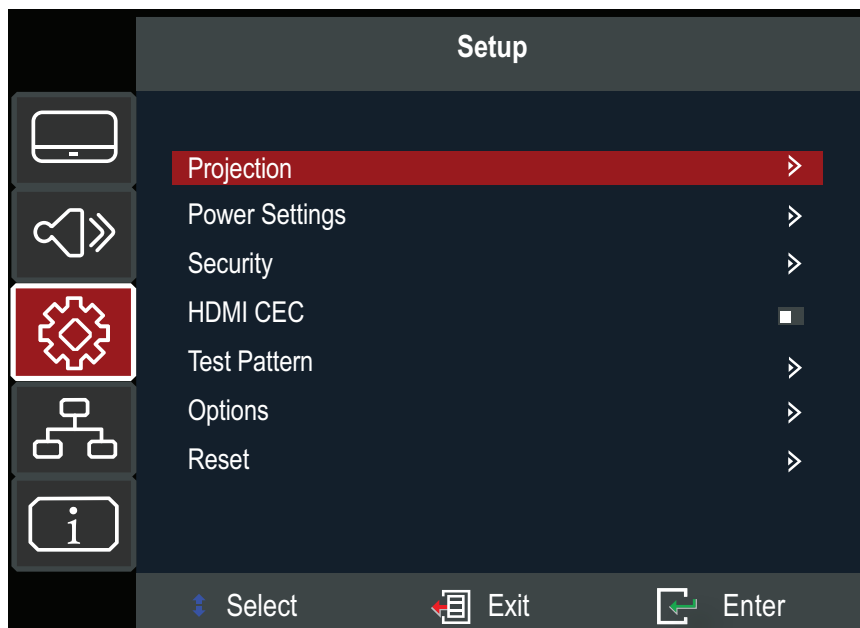 Setup
Projection
Power Settings
Security
HDMI CEC
Test Pattern
Options
Reset
i
Select Exit Enter